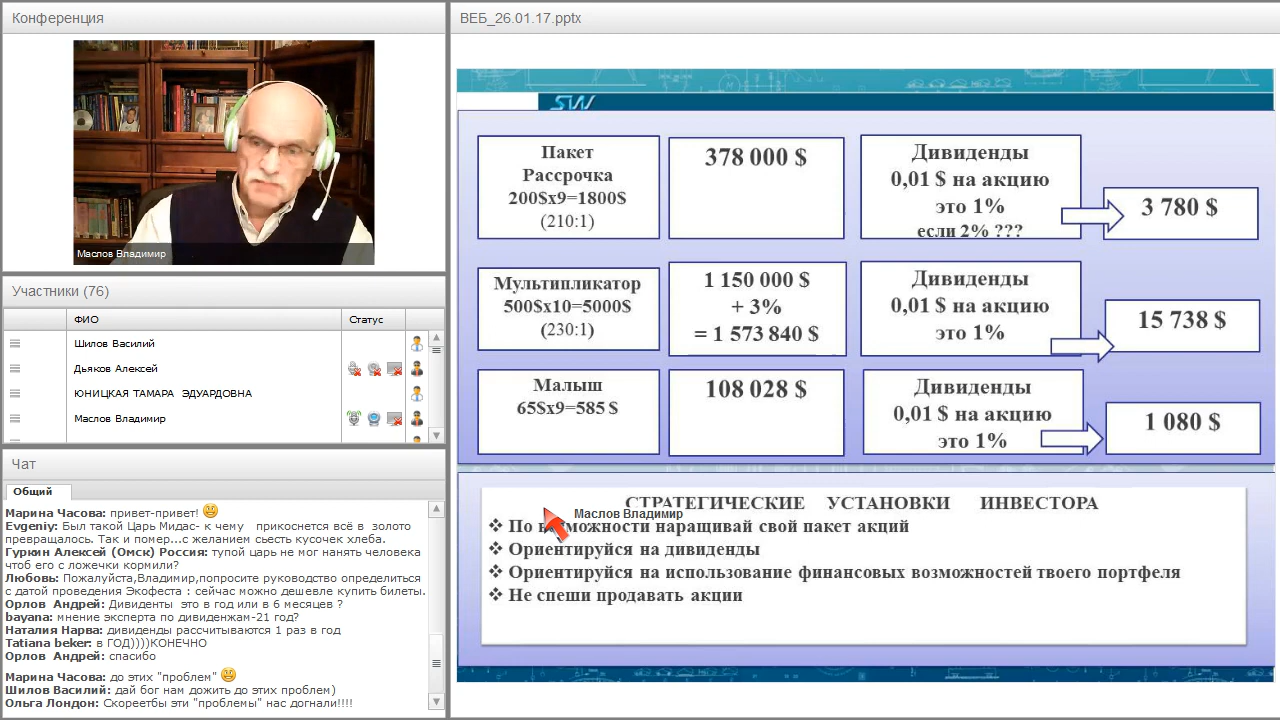 Конференция
Маслов Владимир
Участники (76)
ФИО
Статус
Шилов Василий
Дьяков Алексей
ЮНИЦКАЯ ТАМАРА ЭДУАРДОВНА
Маслов Владимир
Чат
Общий
Марина Часова: привет-привет!
Evgeniy: Был такой Царь Мидас- к чему прикоснется всё в золото
превращалось. Так и помер...с желанием сьесть кусочек хлеба.
Гуркин Алексей (Омск) Россия: тупой царь не мог нанять человека
чтоб его с ложечки кормили?
Любовь: Пожалуйста,Владимир,попросите руководство определиться
с датой проведения Экофеста : сейчас можно дешевле купить билеты.
Орлов Андрей: Дивиденты это в год или в 6 месяцев ?
bayana: мнение эксперта по дивиденжам-21 год?
Наталия Нарва: дивиденды рассчитываются 1 раз в год
Tatiana beker: в ГОД))))КОНЕЧНО
Орлов Андрей: спасибо
Марина Часова: до этих "проблем"
Шилов Василий: дай бог нам дожить до этих проблем)
Ольга Лондон: Скореетбы эти "проблемы" нас догнали!!!!
ВЕБ_26.01.17.pptx
SW
Пакет
Рассрочка
200$x9=1800$
(210:1)
378 000 $
Дивиденды
0,01 $ на акцию
это 1%
если 2% ???
3 780 $
Мультипликатор
500$x10=5000$
(230:1)
1 150 000 $
+ 3%
= 1 573 840 $
Дивиденды
0,01 $ на акцию
это 1%
15 738 $
Малыш
65$x9=585 $
108 028 $
Дивиденды
0,01 $ на акцию
это 1%
1 080 $
СТРАТЕГИЧЕСКИЕ УСТАНОВКИ ИНВЕСТОРА
Маслов Владимир
❖ По возможности наращивай свой пакет акций
❖ Ориентируйся на дивиденды
❖ Ориентируйся на использование финансовых возможностей твоего портфеля
❖ Не спеши продавать акции